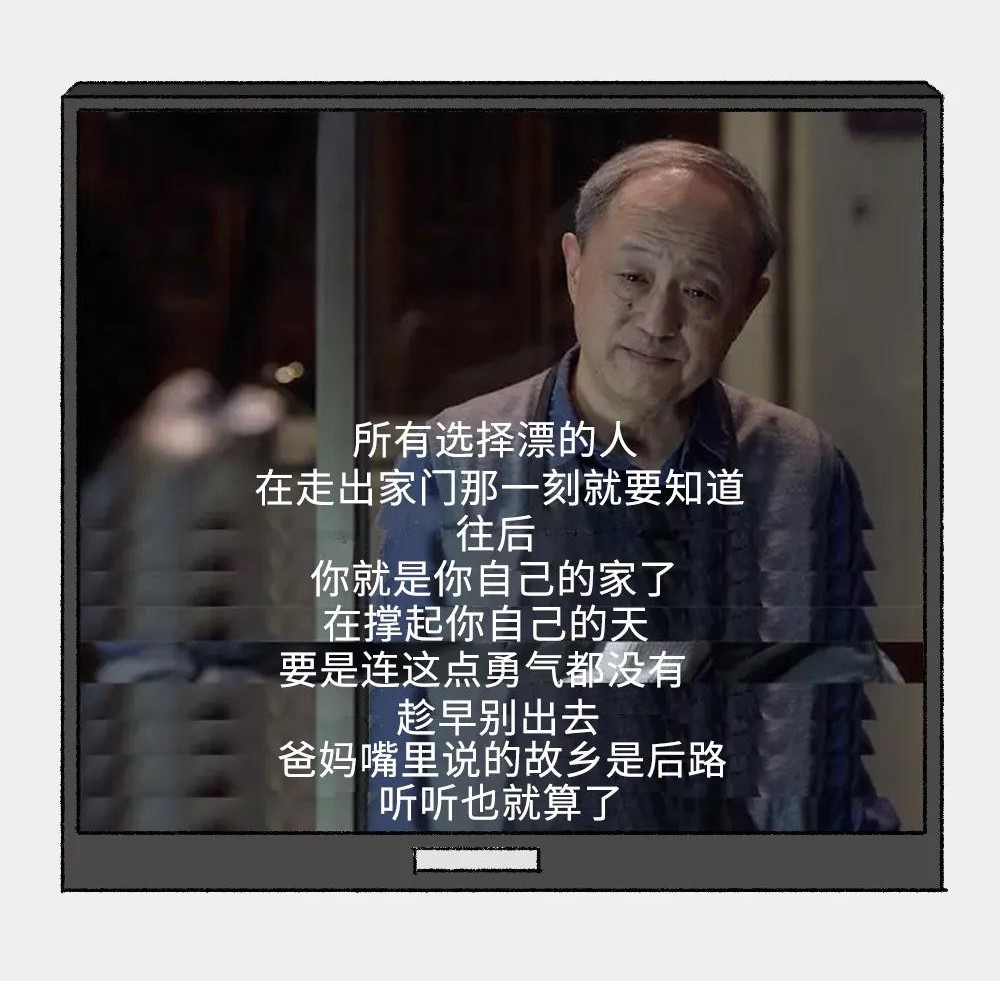 所有选择漂的人
在走出家门那一刻就要知道
往后
你就是你自己的家了
在撑起你自己的天
要是连这点勇气都没有
趁早别出去
爸妈嘴里说的故乡是后路
听听也就算了